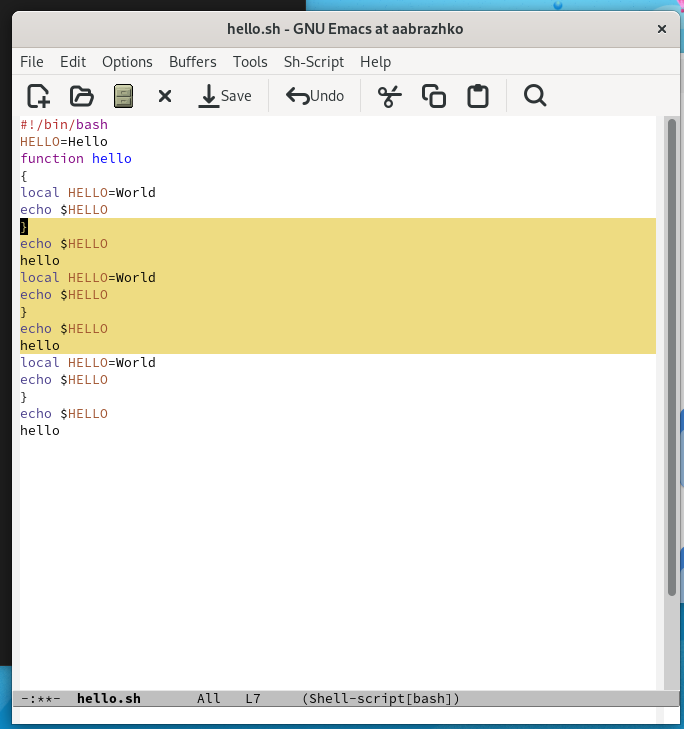 hello.sh - GNU Emacs at aabrazhko
File Edit Options Buffers Tools Sh-Script Help
Save Undo
#!/bin/bash
HELLO=Hello
function hello
{
local HELLO=World
echo $HELLO
}
echo $HELLO
hello
local HELLO=World
echo $HELLO
}
echo $HELLO
hello
local HELLO=World
echo $HELLO
}
echo $HELLO
hello
-:**- hello.sh All L7 (Shell-script[bash])